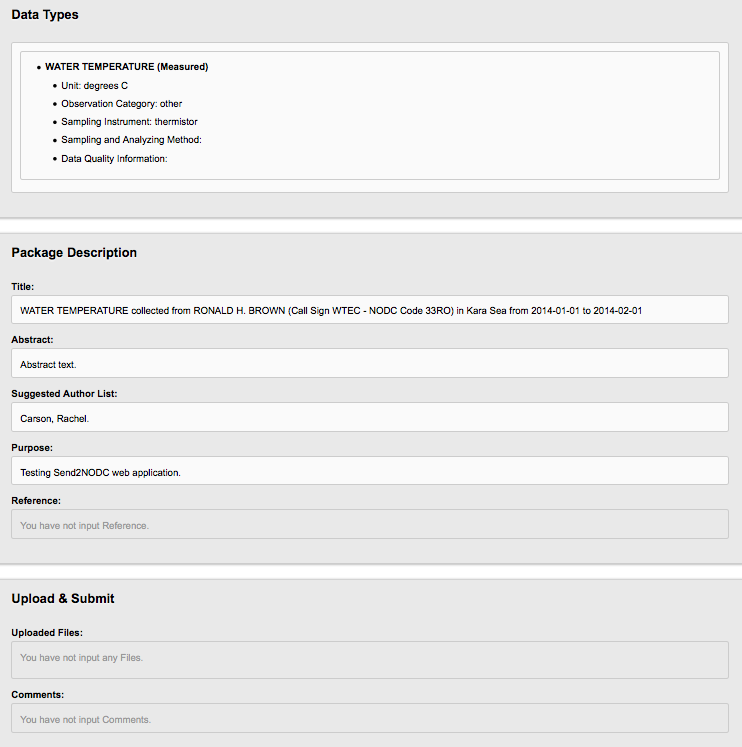 Data Types
WATER TEMPERATURE (Measured)
Unit: degrees C
Observation Category: other
Sampling Instrument: thermistor
Sampling and Analyzing Method:
Data Quality Information:
Package Description
Title:
WATER TEMPERATURE collected from RONALD H. BROWN (Call Sign WTEC - NODC Code 33RO) in Kara Sea from 2014-01-01 to 2014-02-01
Abstract:
Abstract text.
Suggested Author List:
Carson, Rachel.
Purpose:
Testing Send2NODC web application.
Reference:
You have not input Reference.
Upload & Submit
Uploaded Files:
You have not input any Files.
Comments:
You have not input Comments.